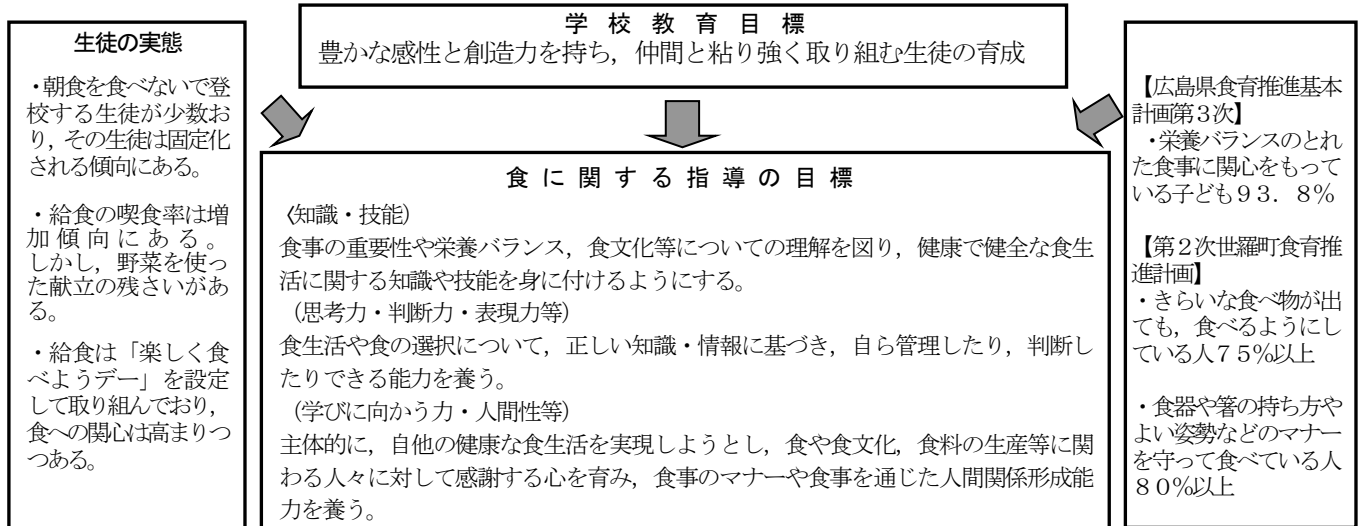 学校教育目標
豊かな感性と創造力を持ち，仲間と粘り強く取り組む生徒の育成
生徒の実態
・朝食を食べないで登
校する生徒が少数お
り，その生徒は固定化
される傾向にある。
・給食の喫食率は増
加傾向にある。
しかし，野菜を使っ
た献立の残さいがあ
る。
・給食は「楽しく食
べようデー」を設定
して取り組んでおり，
食への関心は高まりつ
つある。
食に関する指導の目標
〈知識・技能）
食事の重要性や栄養バランス，食文化等についての理解を図り，健康で健全な食生
活に関する知識や技能を身に付けるようにする。
（思考力・判断力・表現力等）
食生活や食の選択について，正しい知識・情報に基づき，自ら管理したり，判断し
たりできる能力を養う。
（学びに向かう力・人間性等）
主体的に，自他の健康な食生活を実現しようとし，食や食文化，食料の生産等に関
わる人々に対して感謝する心を育み，食事のマナーや食事を通じた人間関係形成能
力を養う。
【広島県食育推進基本
計画第３次】
・栄養バランスのとれ
た食事に関心をもって
いる子ども９３．８％
【第２次世羅町食育推
進計画】
・きらいな食べ物が出
ても，食べるようにし
ている人７５％以上
・食器や箸の持ち方や
よい姿勢などのマナー
を守って食べている人
８０％以上